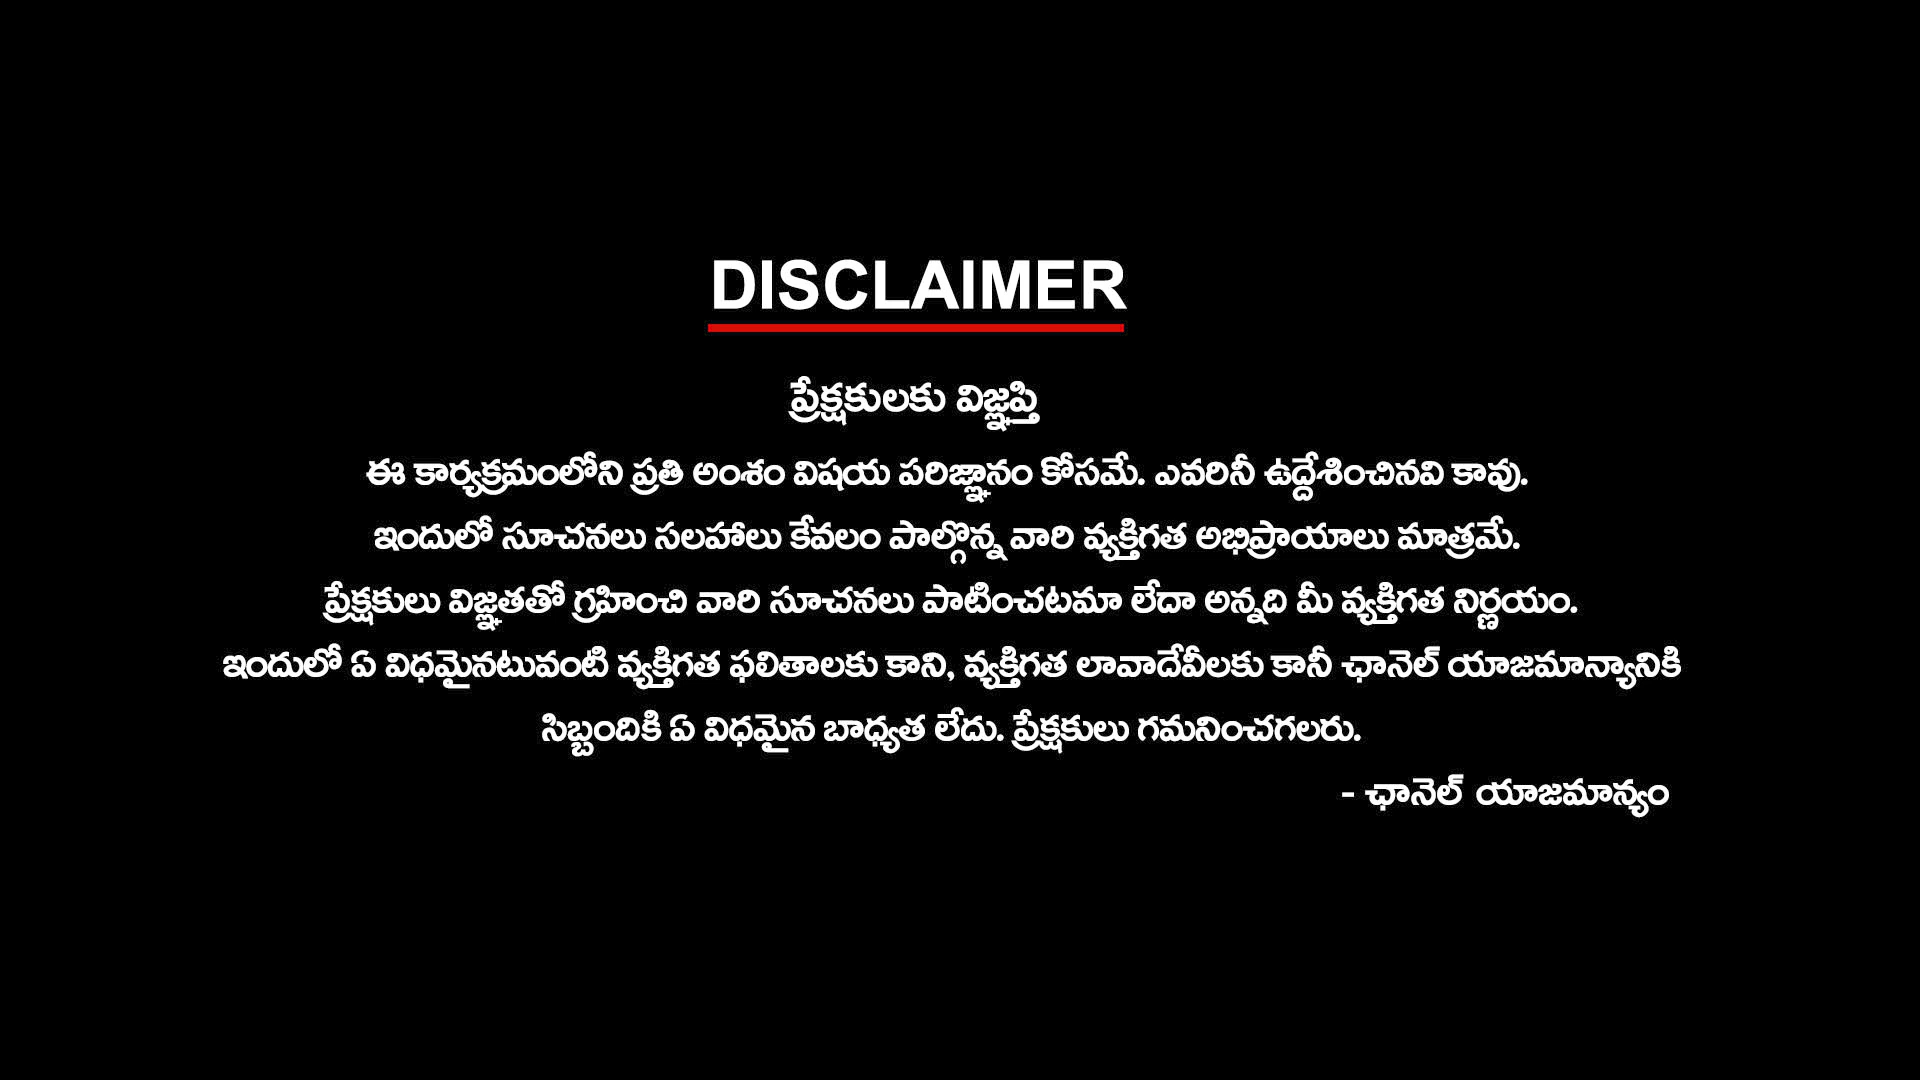 DISCLAIMER
ప్రేక్షకులకు విజ్ఞప్తి
ఈ కార్యక్రమంలోని ప్రతి అంశం విషయ పరిజ్ఞానం కోసమే. ఎవరినీ ఉద్దేశించినవి కావు.
ఇందులో సూచనలు సలహాలు కేవలం పాల్గొన్న వారి వ్యక్తిగత అభిప్రాయాలు మాత్రమే.
ప్రేక్షకులు విజ్ఞతతో గ్రహించి వారి సూచనలు పాటించటమా లేదా అన్నది మీ వ్యక్తిగత నిర్ణయం.
ఇందులో ఏ విధమైనటువంటి వ్యక్తిగత ఫలితాలకు కాని, వ్యక్తిగత లావాదేవీలకు కానీ ఛానెల్ యాజమాన్యానికి
సిబ్బందికి ఏ విధమైన బాధ్యత లేదు. ప్రేక్షకులు గమనించగలరు.
- ఛానెల్ యాజమాన్యం